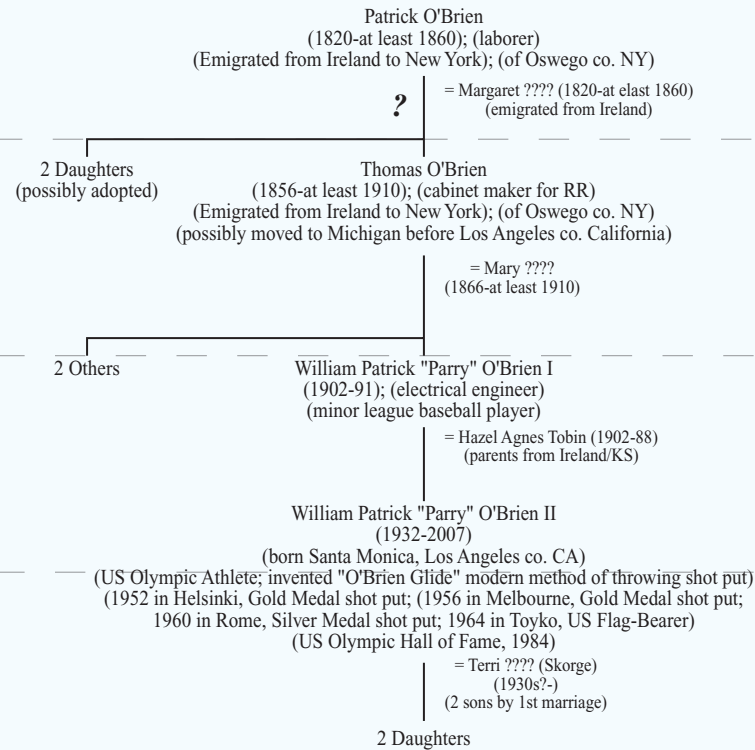 Patrick O'Brien
(1820-at least 1860); (laborer)
(Emigrated from Ireland to New York); (of Oswego co. NY)
= Margaret ???? (1820-at elast 1860)
(emigrated from Ireland)
?
2 Daughters
(possibly adopted)
Thomas O'Brien
(1856-at least 1910); (cabinet maker for RR)
(Emigrated from Ireland to New York); (of Oswego co. NY)
(possibly moved to Michigan before Los Angeles co. California)
= Mary ????
(1866-at least 1910)
2 Others
William Patrick "Parry" O'Brien I
(1902-91); (electrical engineer)
(minor league baseball player)
= Hazel Agnes Tobin (1902-88)
(parents from Ireland/KS)
William Patrick "Parry" O'Brien II
(1932-2007)
(born Santa Monica, Los Angeles co. CA)
(US Olympic Athlete; invented "O'Brien Glide" modern method of throwing shot put)
(1952 in Helsinki, Gold Medal shot put; (1956 in Melbourne, Gold Medal shot put;
1960 in Rome, Silver Medal shot put; 1964 in Toyko, US Flag-Bearer)
(US Olympic Hall of Fame, 1984)
= Terri ???? (Skorge)
(1930s?-)
(2 sons by 1st marriage)
2 Daughters